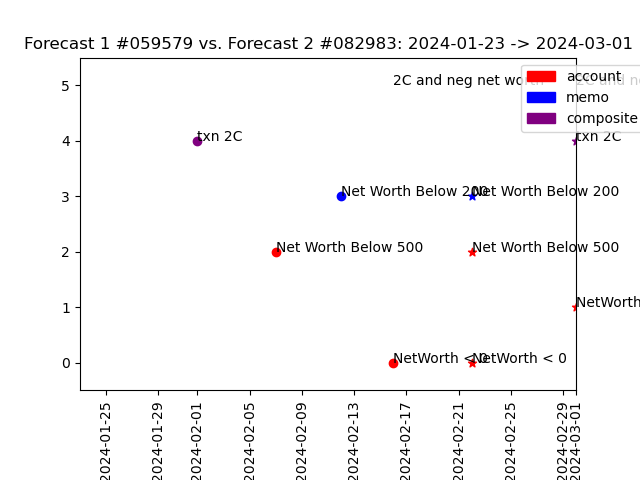 Forecast 1 #059579 vs. Forecast 2 #082983: 2024-01-23 -> 2024-03-01
5
2C and neg net wo
2C and ne
account
memo
composite
4
txn 2C
txn 2C
3
Net Worth Below 200
Net Worth Below 200
2
Net Worth Below 500
Net Worth Below 500
1
NetWorth
0
NetWorth < 0
NetWorth < 0
2024-01-25
2024-01-29
2024-02-01
2024-02-05
2024-02-09
2024-02-13
2024-02-17
2024-02-21
2024-02-25
2024-02-29
2024-03-01